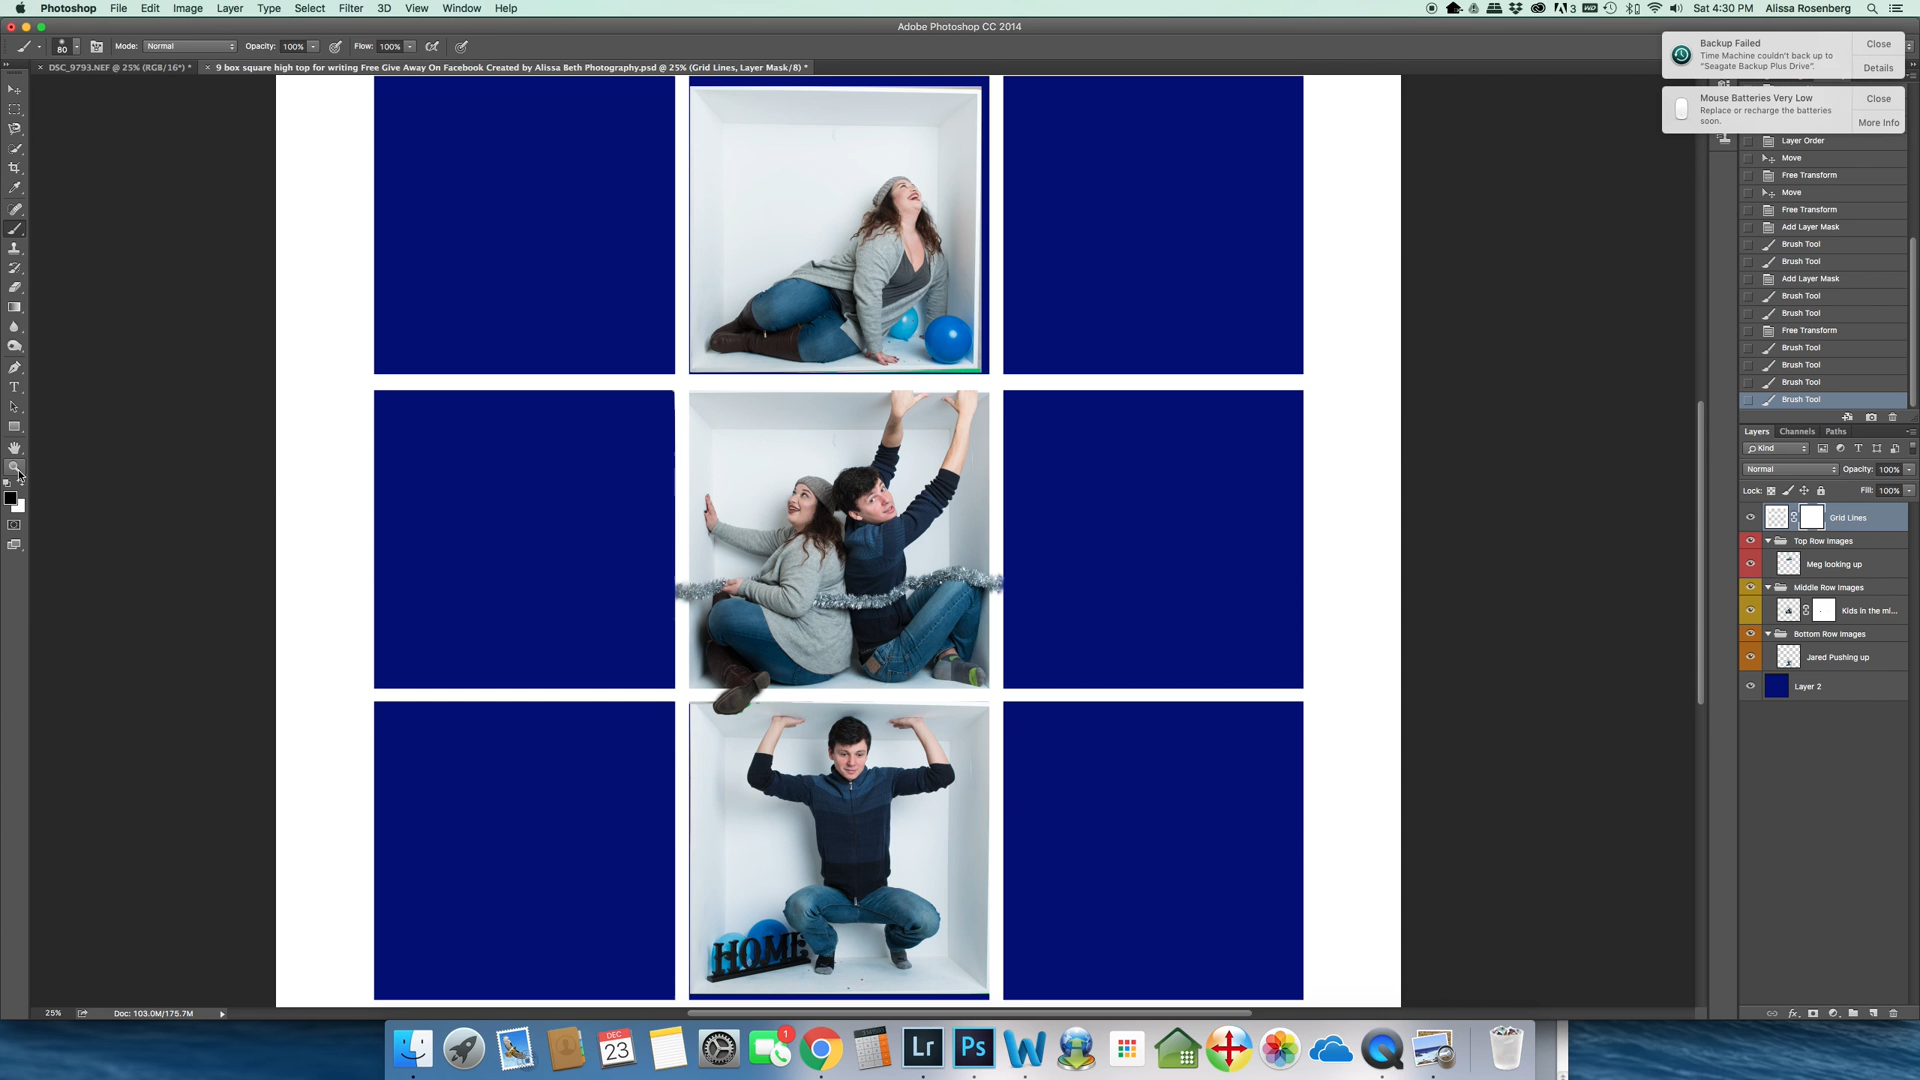 Photoshop File Edit Image Layer Type Select Filter 3D View Window Help
3 Sat 4:30 PM Alissa Rosenberg
Adobe Photoshop CC 2014
80 Mode: Normal Opacity: 100% Flow: 100%
DSC_9793.NEF @ 25% (RGB/16*) *
9 box square high top for writing Free Give Away On Facebook Created by Alissa Beth Photography.psd @ 25% (Grid Lines, Layer Mask/8) *
Backup Failed
Time Machine couldn't back up to
"Seagate Backup Plus Drive".
Close
Details
Mouse Batteries Very Low
Replace or recharge the batteries
soon.
Close
More Info
Layer Order
Move
Free Transform
Move
Free Transform
Add Layer Mask
Brush Tool
Brush Tool
Add Layer Mask
Brush Tool
Brush Tool
Free Transform
Brush Tool
Brush Tool
Brush Tool
Brush Tool
Layers Channels Paths
Kind
Normal Opacity: 100%
Lock: Fill: 100%
Grid Lines
Top Row Images
Meg looking up
Middle Row Images
Kids in the mi...
Bottom Row Images
Jared Pushing up
Layer 2
HOME
25% Doc: 103.0M/175.7M
DEC
23
1
Lr
Ps
W